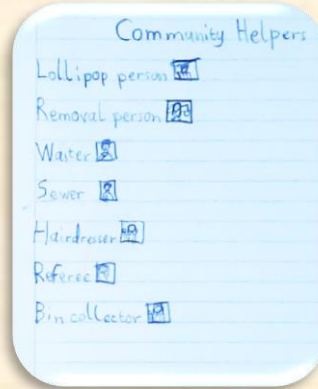 Community Helpers
Lollipop person
Removal person
Waiter
Sewer
Hairdresser
Referee
Bin collector